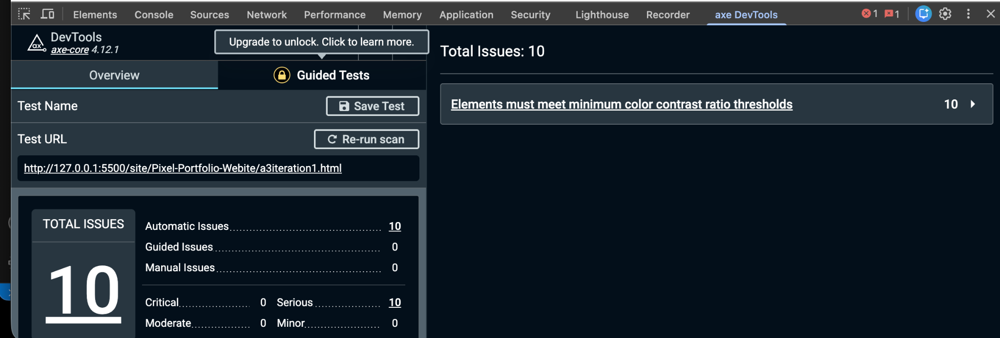 Elements Console Sources Network Performance Memory Application Security Lighthouse Recorder axe DevTools 1 1
DevTools
axe-core 4.12.1
Upgrade to unlock. Click to learn more.
Overview
Guided Tests
Test Name
Save Test
Test URL
Re-run scan
http://127.0.0.1:5500/site/Pixel-Portfolio-Webite/a3iteration1.html
TOTAL ISSUES
10
Automatic Issues 10
Guided Issues 0
Manual Issues 0
Critical 0 Serious 10
Moderate 0 Minor 0
Total Issues: 10
Elements must meet minimum color contrast ratio thresholds 10